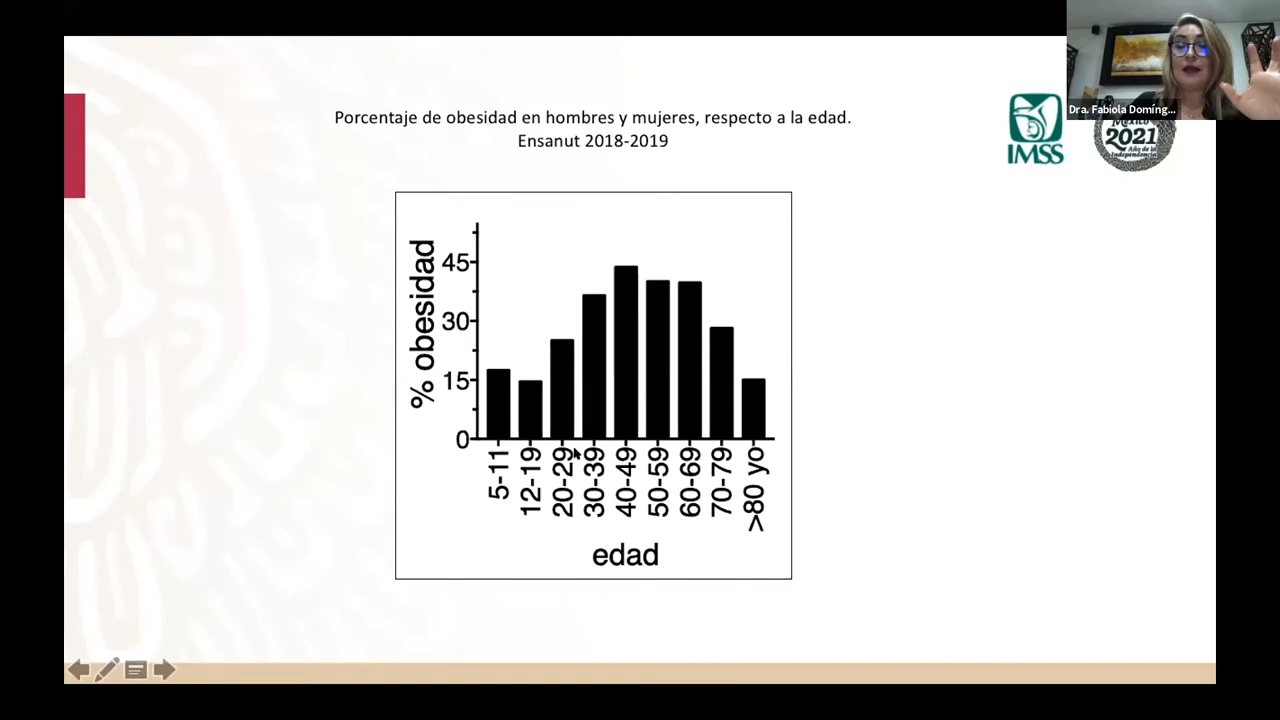 Porcentaje de obesidad en hombres y mujeres, respecto a la edad.
Ensanut 2018-2019
Dra. Fabiola Domíng...
IMSS
México
2021
Año de la
Independencia
% obesidad
45
30
15
0
5-11
12-19
20-29
30-39
40-49
50-59
60-69
70-79
>80 yo
edad